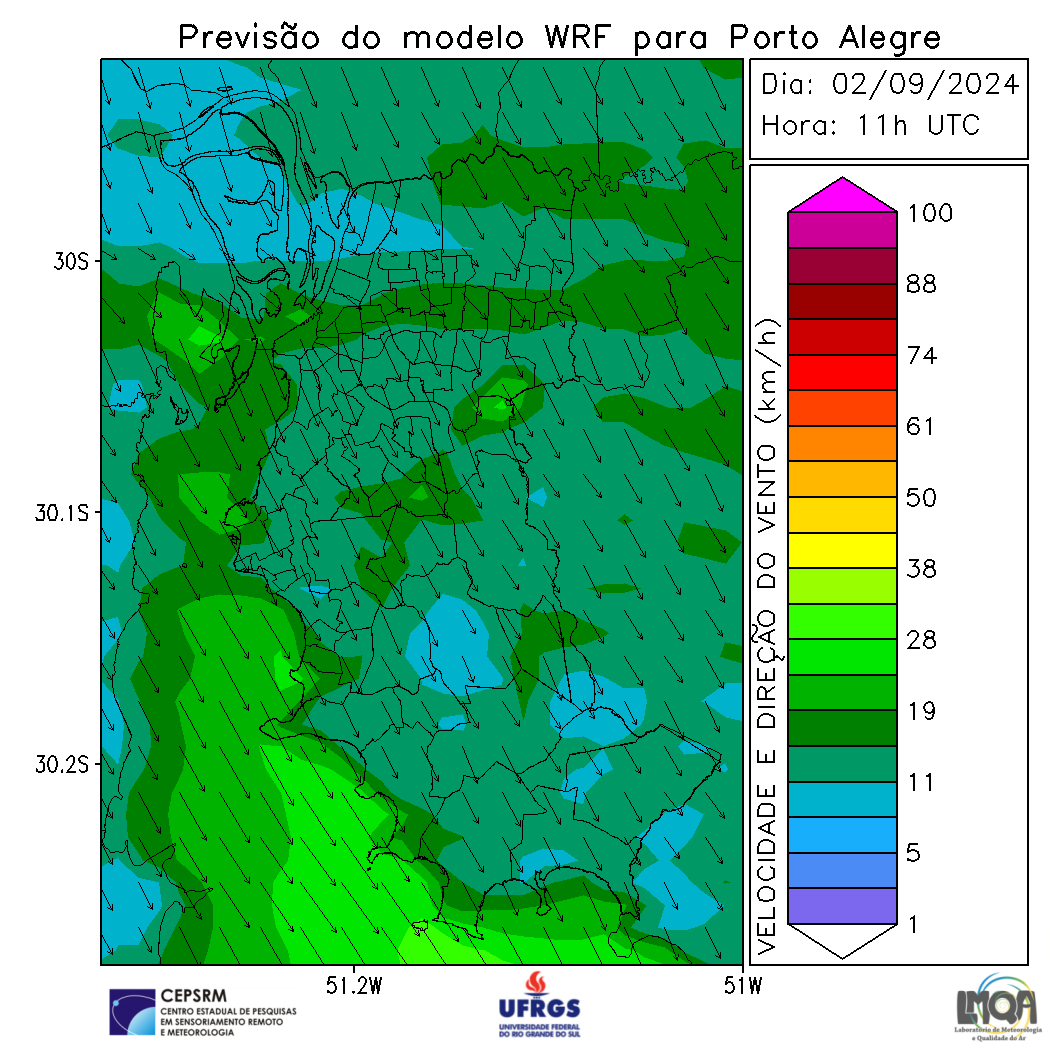 Previsão do modelo WRF para Porto Alegre
Dia: 02/09/2024
Hora: 11h UTC
30S
30.1S
30.2S
51.2W
51W
VELOCIDADE E DIREÇÃO DO VENTO (km/h)
100
88
74
61
50
38
28
19
11
5
1
CEPSRM
CENTRO ESTADUAL DE PESQUISAS
EM SENSORIAMENTO REMOTO
E METEOROLOGIA
UFRGS
UNIVERSIDADE FEDERAL
DO RIO GRANDE DO SUL
LMQA
Laboratório de Meteorologia
e Qualidade do Ar